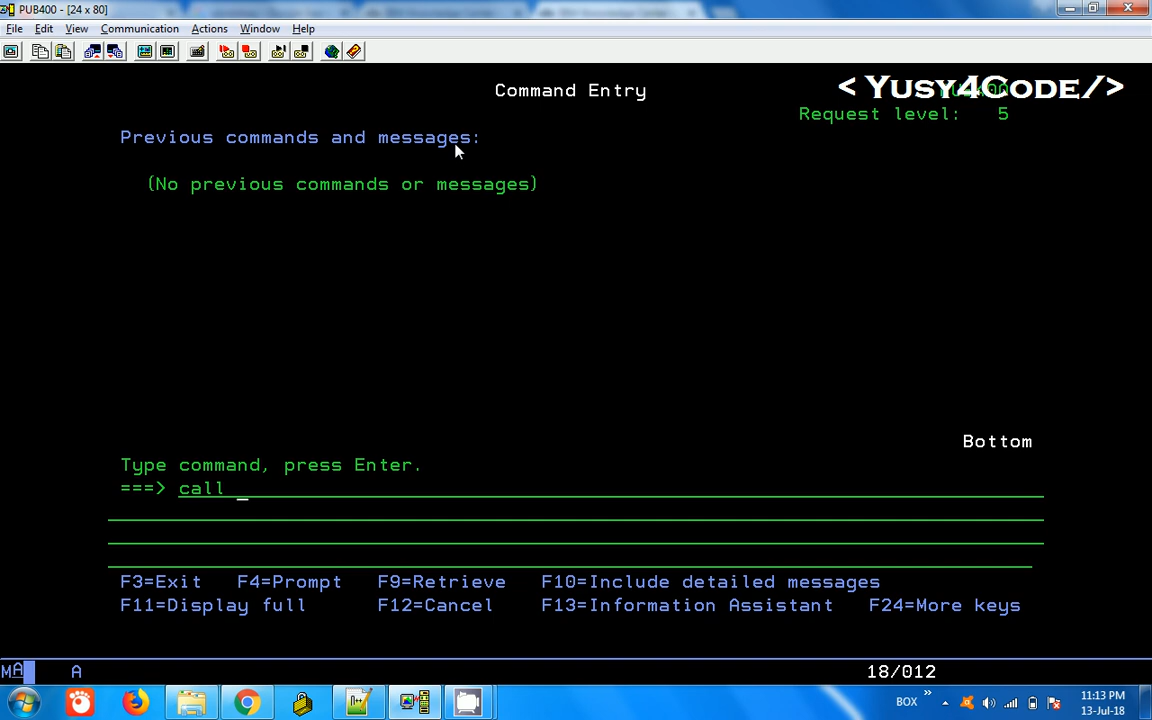 PUB400 - [24 x 80]
File Edit View Communication Actions Window Help
Command Entry
< Yusy4Code/>
Request level: 5
Previous commands and messages:
(No previous commands or messages)
Bottom
Type command, press Enter.
===> call _
F3=Exit F4=Prompt F9=Retrieve F10=Include detailed messages
F11=Display full F12=Cancel F13=Information Assistant F24=More keys
MA A 18/012
BOX 11:13 PM
13-Jul-18